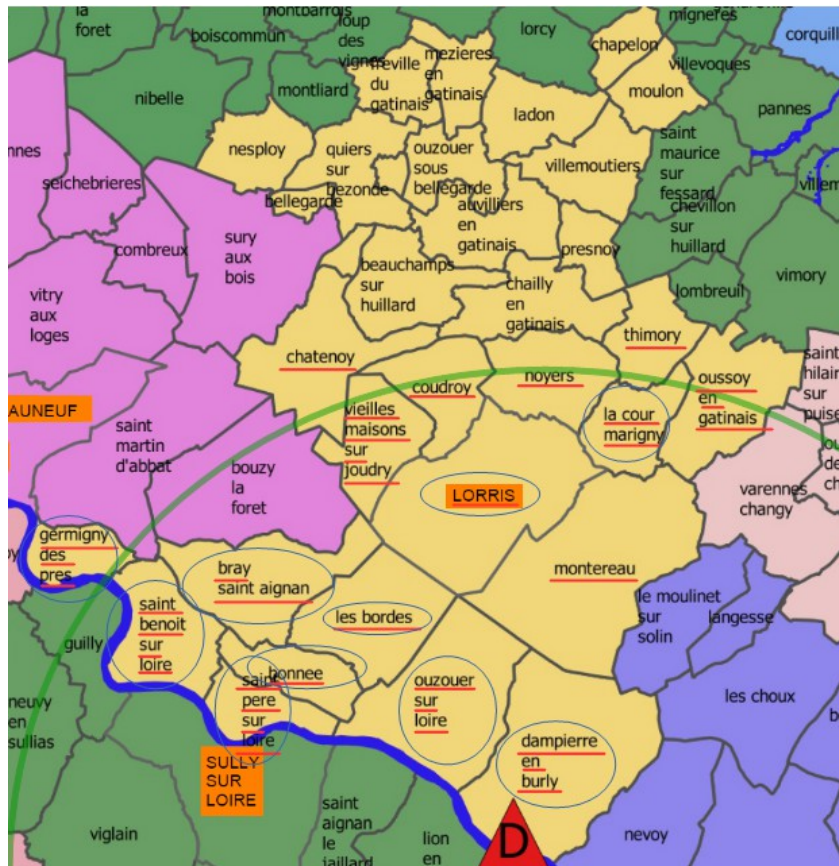 la
foret
montbarrois
boiscommun
loup
des
vignes
lorcy
migneres
corquill
nibelle
montliard
mezieres
en
gatinais
chapelon
villevoques
moulon
pannes
du
gatinais
ladon
nesploy
quiers
sur
bezonde
ouzouer
sous
bellegarde
villemoutiers
saint
maurice
sur
fessard
nnes
seichebrieres
bellegarde
auvilliers
en
gatinais
chevillon
sur
huillard
villem
combreux
sury
aux
bois
beauchamps
sur
huillard
presnoy
vimory
vitry
aux
loges
chailly
en
gatinais
lombreuil
chatenoy
thimory
coudroy
noyers
oussoy
en
gatinais
saint
hilair
sur
puise
AUNEUF
saint
martin
d'abbat
vieilles
maisons
sur
joudry
la cour
marigny
bouzy
la
foret
LORRIS
varennes
changy
ou
de
ch
germigny
des
pres
bray
saint aignan
montereau
saint
benoit
sur
loire
les bordes
le moulinet
sur
solin
langesse
guilly
bonnee
saint
pere
sur
loire
ouzouer
sur
loire
les choux
neuvy
en
sullias
dampierre
en
burly
SULLY
SUR
LOIRE
viglain
saint
aignan
le
jaillard
lion
en
D
nevoy